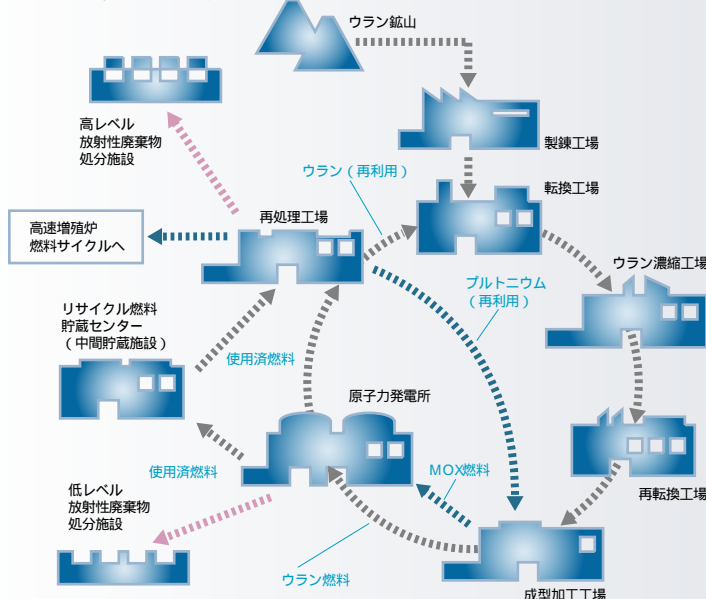 ウラン鉱山
高レベル
放射性廃棄物
処分施設
製錬工場
ウラン（再利用）
転換工場
再処理工場
高速増殖炉
燃料サイクルへ
ウラン濃縮工場
プルトニウム
（再利用）
リサイクル燃料
貯蔵センター
（中間貯蔵施設）
使用済燃料
原子力発電所
使用済燃料
MOX燃料
再転換工場
低レベル
放射性廃棄物
処分施設
ウラン燃料
成型加工工場